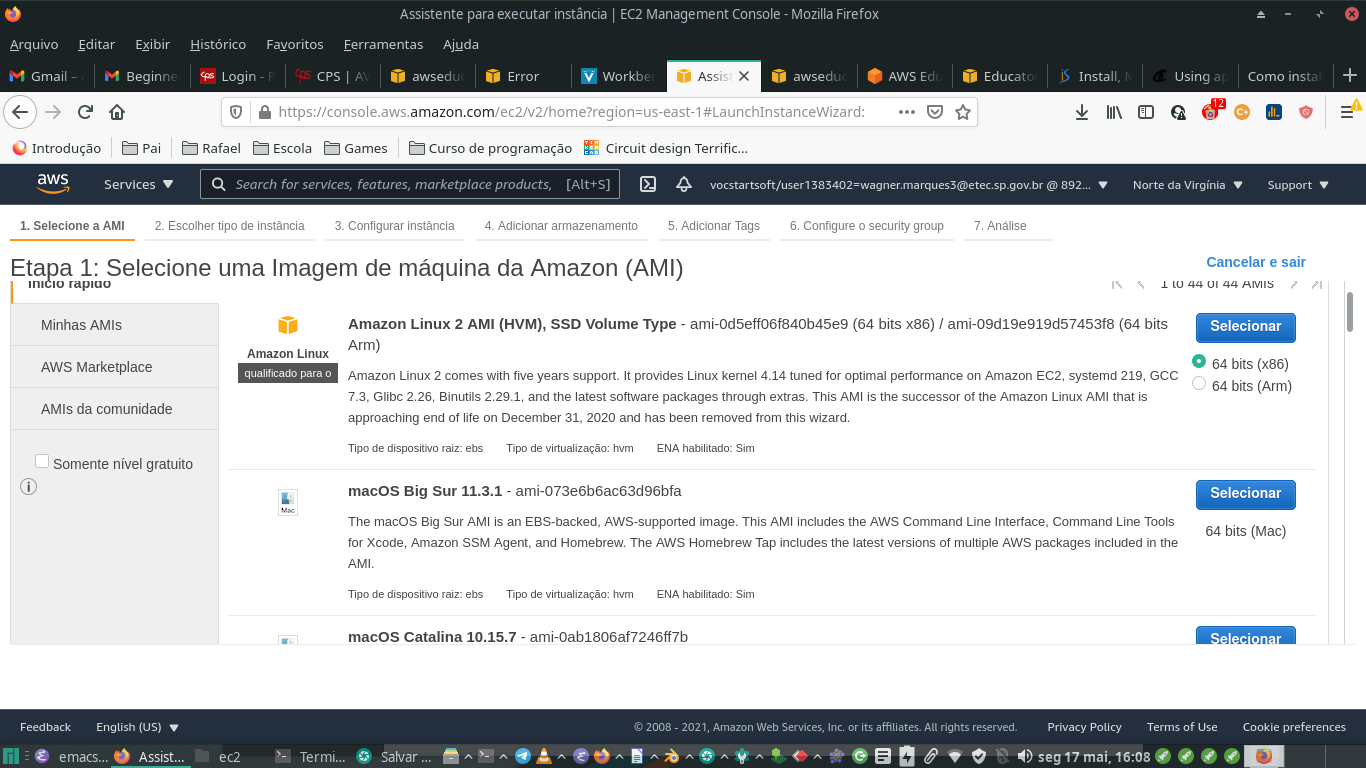 Assistente para executar instância | EC2 Management Console - Mozilla Firefox
Arquivo Editar Exibir Histórico Favoritos Ferramentas Ajuda
Gmail – Beginner Login - P CPS | AV awseduc Error Workben Assist awseduc AWS Edu Educato Install, M Using ap Como instal
https://console.aws.amazon.com/ec2/v2/home?region=us-east-1#LaunchInstanceWizard:
12
Introdução Pai Rafael Escola Games Curso de programação Circuit design Terrific…
aws Services Search for services, features, marketplace products, [Alt+S] vocstartsoft/user1383402=wagner.marques3@etec.sp.gov.br @ 892... Norte da Virgínia Support
1. Selecione a AMI 2. Escolher tipo de instância 3. Configurar instância 4. Adicionar armazenamento 5. Adicionar Tags 6. Configure o security group 7. Análise
Etapa 1: Selecione uma Imagem de máquina da Amazon (AMI)
Cancelar e sair
Início rápido
1 to 44 of 44 AMIs
Minhas AMIs
AWS Marketplace
AMIs da comunidade
Somente nível gratuito
Amazon Linux
qualificado para o
Amazon Linux 2 AMI (HVM), SSD Volume Type - ami-0d5eff06f840b45e9 (64 bits x86) / ami-09d19e919d57453f8 (64 bits
Arm)
Amazon Linux 2 comes with five years support. It provides Linux kernel 4.14 tuned for optimal performance on Amazon EC2, systemd 219, GCC
7.3, Glibc 2.26, Binutils 2.29.1, and the latest software packages through extras. This AMI is the successor of the Amazon Linux AMI that is
approaching end of life on December 31, 2020 and has been removed from this wizard.
Tipo de dispositivo raiz: ebs Tipo de virtualização: hvm ENA habilitado: Sim
Selecionar
64 bits (x86)
64 bits (Arm)
Mac
macOS Big Sur 11.3.1 - ami-073e6b6ac63d96bfa
The macOS Big Sur AMI is an EBS-backed, AWS-supported image. This AMI includes the AWS Command Line Interface, Command Line Tools
for Xcode, Amazon SSM Agent, and Homebrew. The AWS Homebrew Tap includes the latest versions of multiple AWS packages included in the
AMI.
Tipo de dispositivo raiz: ebs Tipo de virtualização: hvm ENA habilitado: Sim
Selecionar
64 bits (Mac)
macOS Catalina 10.15.7 - ami-0ab1806af7246ff7b
Selecionar
Feedback English (US) © 2008 - 2021, Amazon Web Services, Inc. or its affiliates. All rights reserved. Privacy Policy Terms of Use Cookie preferences
emacs… Assist… ec2 Termi… Salvar … seg 17 mai, 16:08